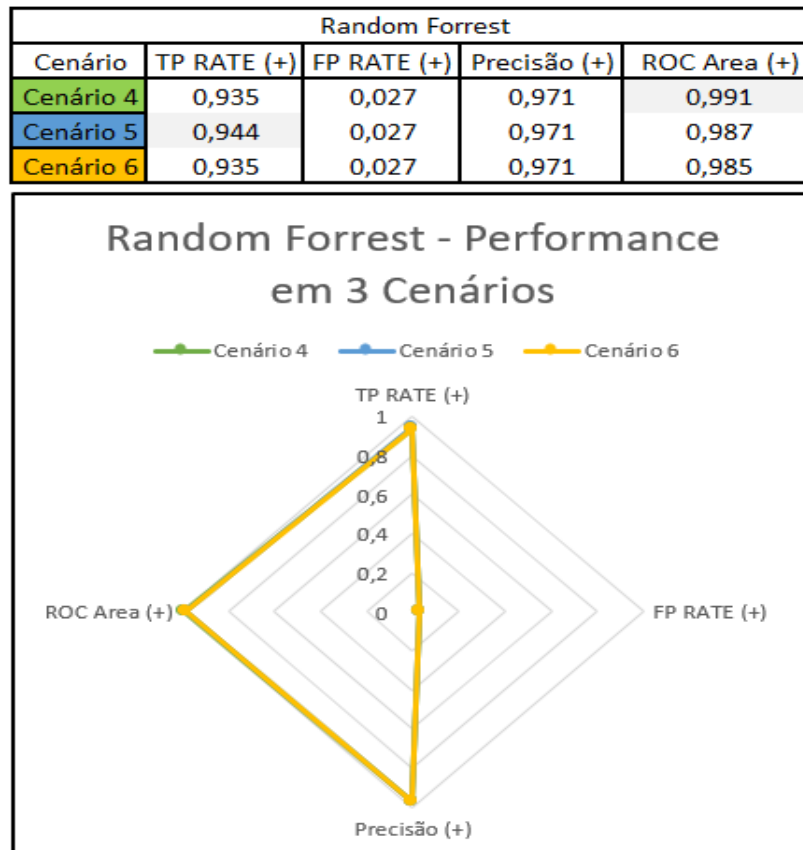 Random Forrest
Cenário TP RATE (+) FP RATE (+) Precisão (+) ROC Area (+)
Cenário 4 0,935 0,027 0,971 0,991
Cenário 5 0,944 0,027 0,971 0,987
Cenário 6 0,935 0,027 0,971 0,985
Random Forrest - Performance
em 3 Cenários
Cenário 4 Cenário 5 Cenário 6
TP RATE (+)
1
0,8
0,6
0,4
0,2
0
ROC Area (+) FP RATE (+)
Precisão (+)